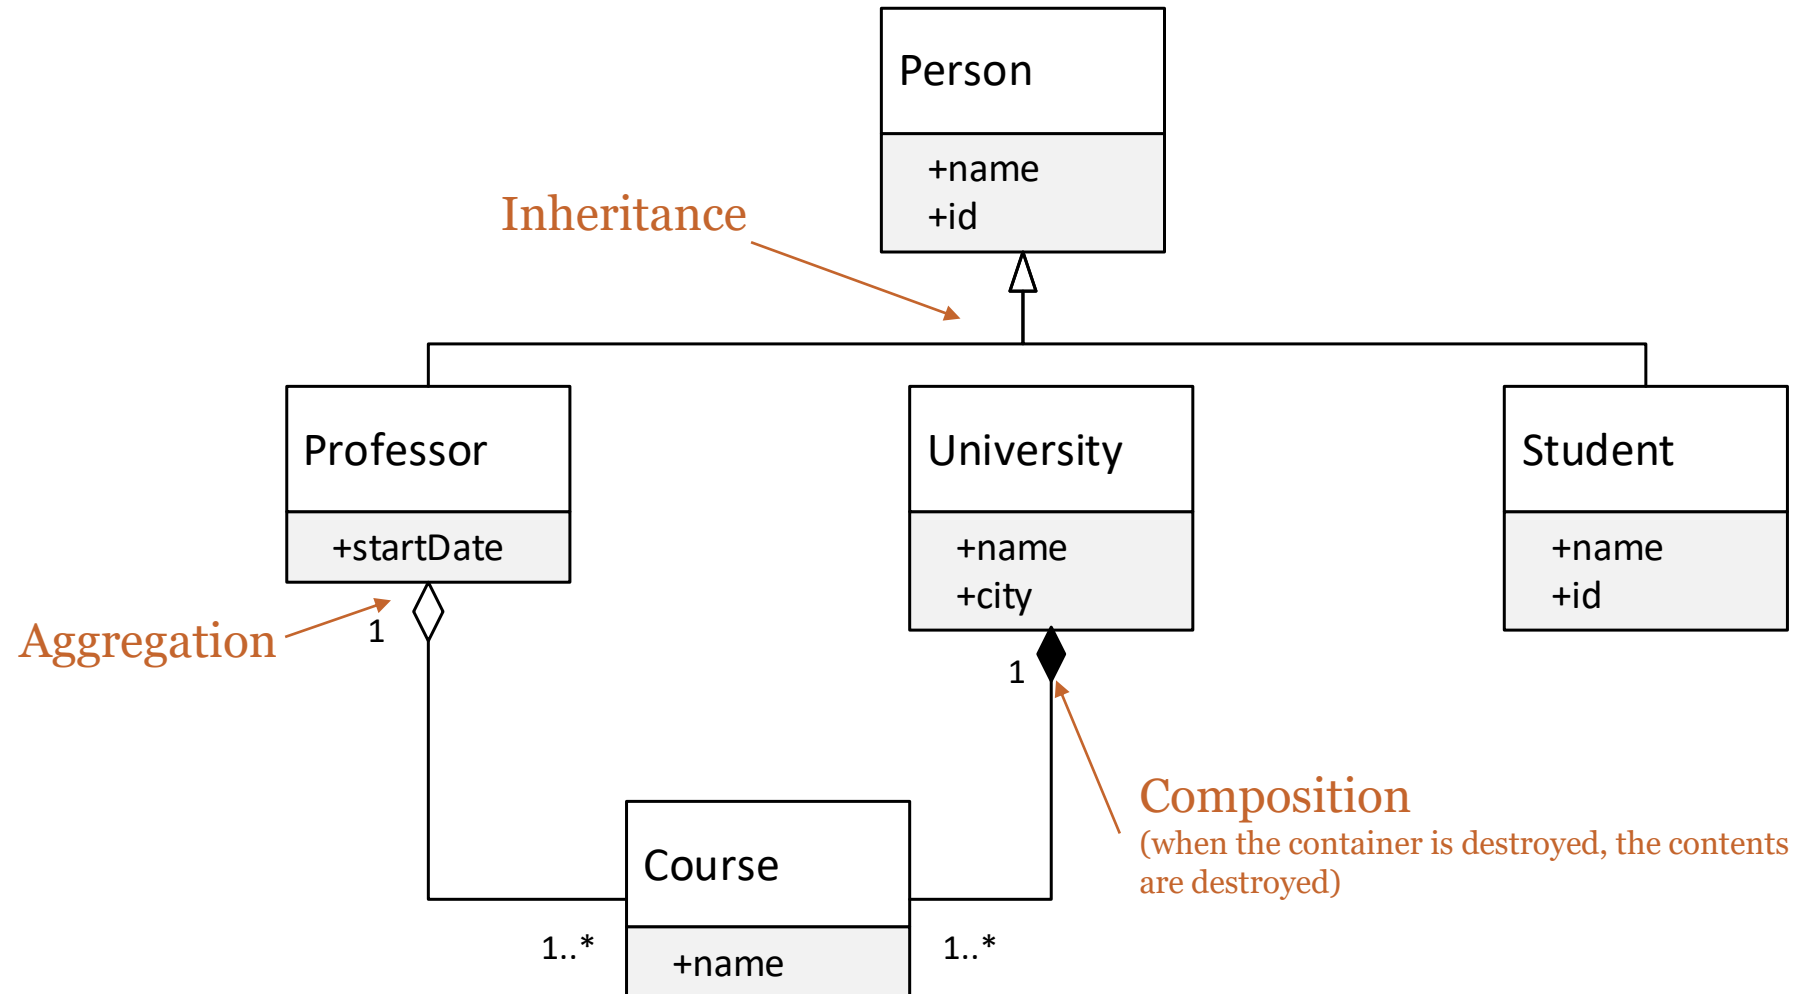 Person
+name
+id
Inheritance
Professor
+startDate
University
+name
+city
Student
+name
+id
Aggregation
1
1
Composition
(when the container is destroyed, the contents
are destroyed)
Course
+name
1..*
1..*